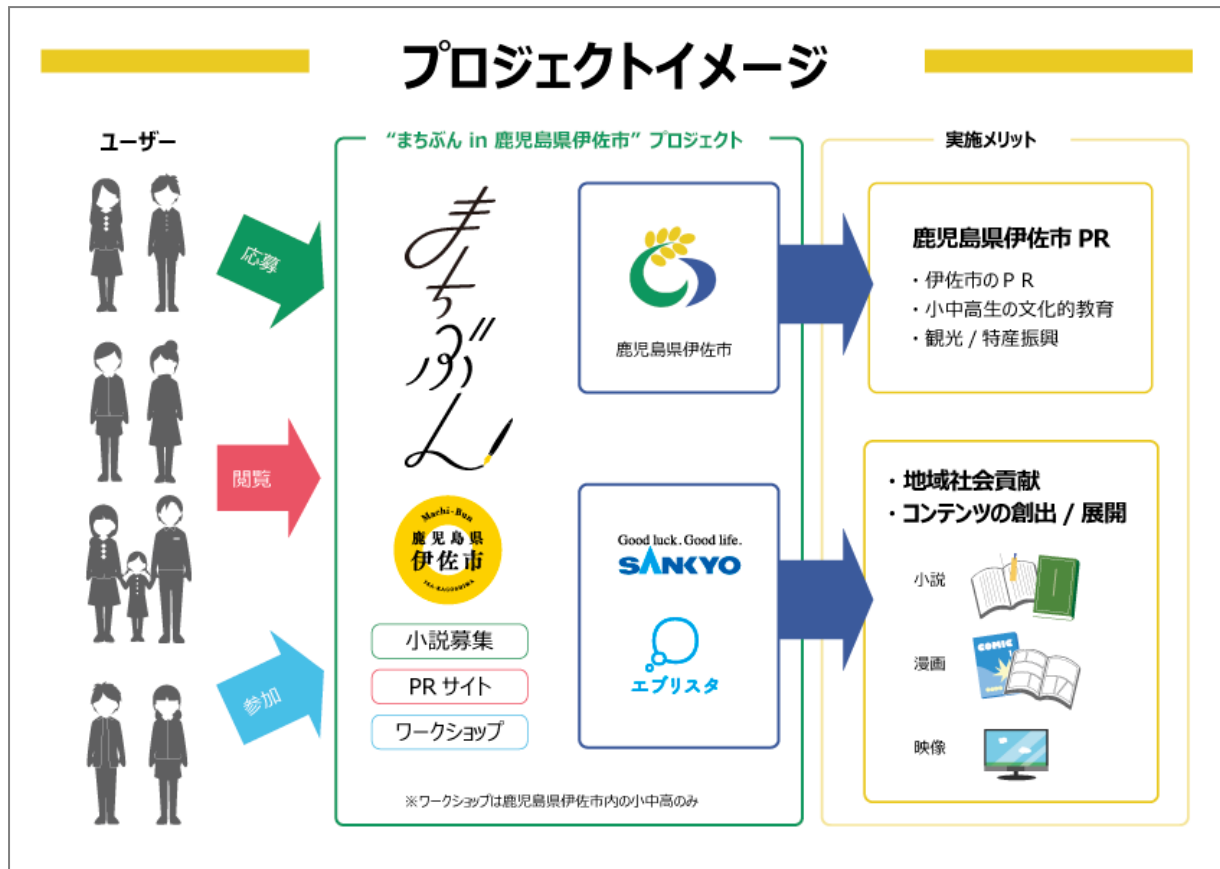 プロジェクトイメージ
ユーザー
“まちぶん in 鹿児島県伊佐市” プロジェクト
実施メリット
応募
閲覧
参加
まちぶん
Machi-Bun
鹿児島県
伊佐市
ISA-KAGOSHIMA
小説募集
PR サイト
ワークショップ
※ワークショップは鹿児島県伊佐市内の小中高のみ
鹿児島県伊佐市
Good luck. Good life.
SANKYO
エブリスタ
鹿児島県伊佐市 PR
・伊佐市のPR
・小中高生の文化的教育
・観光 / 特産振興
・地域社会貢献
・コンテンツの創出 / 展開
小説
漫画
COMIC
映像